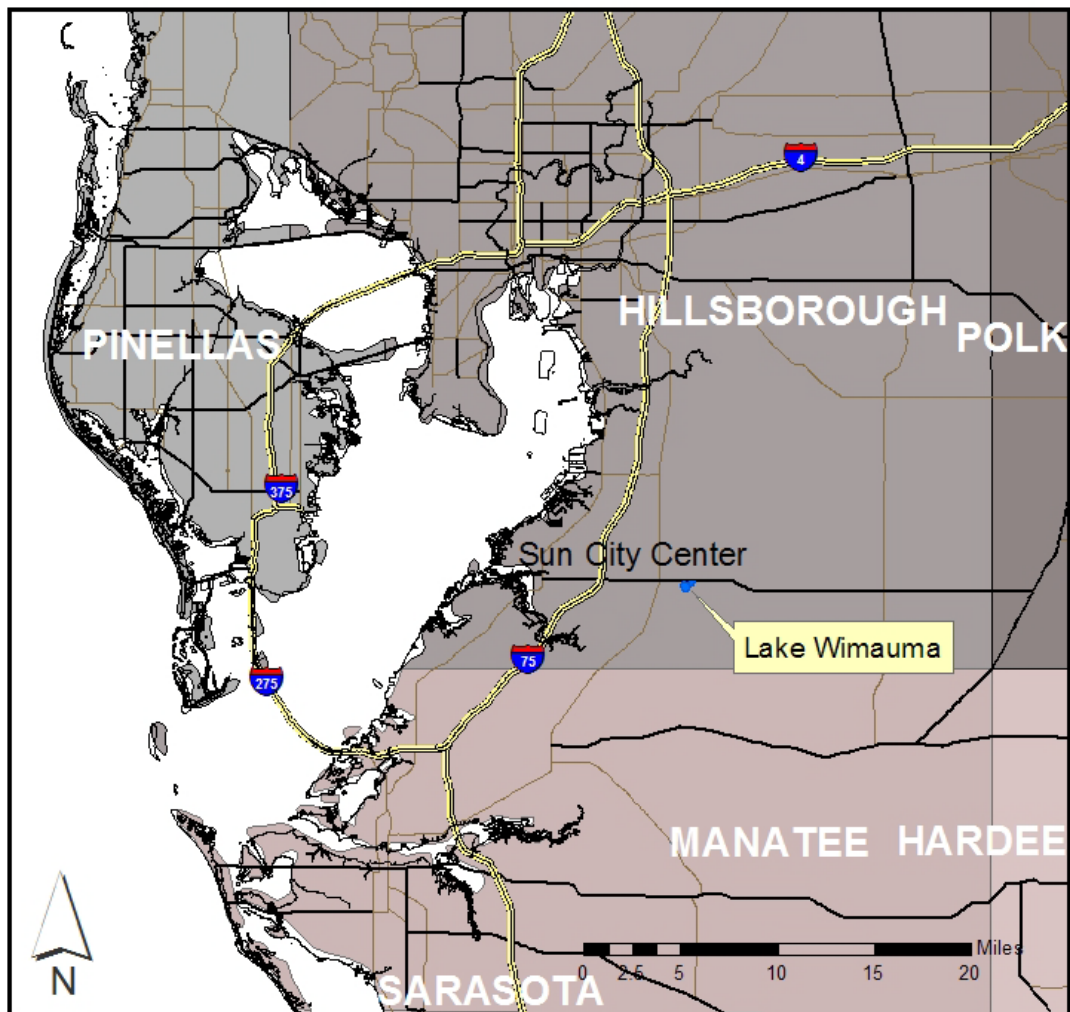 4
HILLSBOROUGH
PINELLAS
POLK
375
Sun City Center
Lake Wimauma
75
275
MANATEE
HARDEE
N
Miles
0 2.5 5 10 15 20
SARASOTA